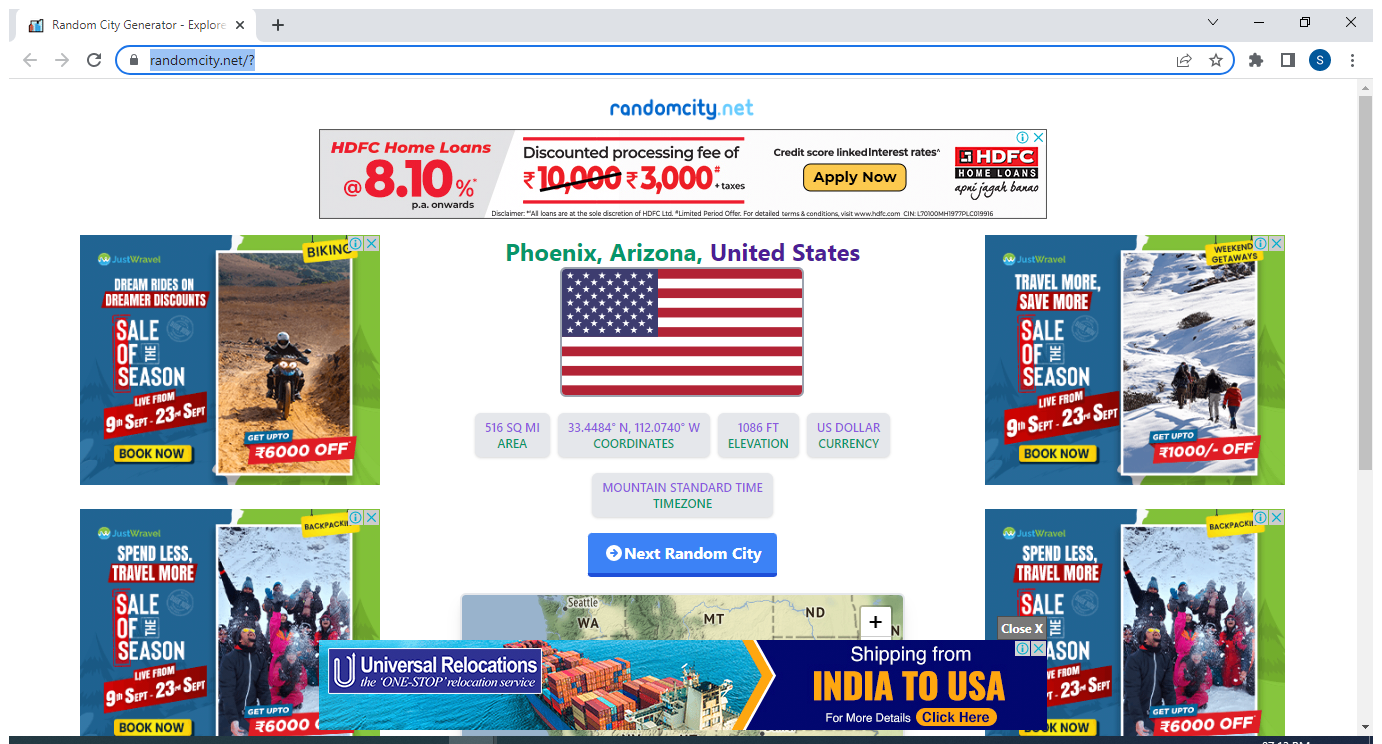 Random City Generator - Explore
randomcity.net/?
S
randomcity.net
HDFC Home Loans
@8.10%*
p.a. onwards
Discounted processing fee of
₹10,000 ₹3,000#
+ taxes
Credit score linked Interest rates^
Apply Now
HDFC
HOME LOANS
apni jagah banao
Disclaimer: *^All loans are at the sole discretion of HDFC Ltd. #Limited Period Offer. For detailed terms & conditions, visit www.hdfc.com CIN: L70100MH1977PLC019916
JustWravel
BIKING
DREAM RIDES ON
DREAMER DISCOUNTS
SALE
OF THE
SEASON
LIVE FROM
9th SEPT - 23rd SEPT
GET UPTO
₹6000 OFF*
BOOK NOW
Phoenix, Arizona, United States
516 SQ MI
AREA
33.4484° N, 112.0740° W
COORDINATES
1086 FT
ELEVATION
US DOLLAR
CURRENCY
MOUNTAIN STANDARD TIME
TIMEZONE
Next Random City
JustWravel
WEEKEND
GETAWAYS
TRAVEL MORE,
SAVE MORE
SALE
OF THE
SEASON
LIVE FROM
9th SEPT - 23rd SEPT
GET UPTO
₹1000/- OFF
BOOK NOW
JustWravel
SPEND LESS,
TRAVEL MORE
SALE
OF THE
SEASON
LIVE FROM
9th SEPT - 23rd SEPT
GET UPTO
₹6000
BOOK NOW
Seattle
WA
MT
ND
+
Close X
Universal Relocations
the 'ONE-STOP' relocation service
Shipping from
INDIA TO USA
For More Details Click Here
JustWravel
SPEND LESS,
TRAVEL MORE
SALE
OF THE
SEASON
SEPT - 23rd SEPT
GET UPTO
₹6000 OFF*
BOOK NOW